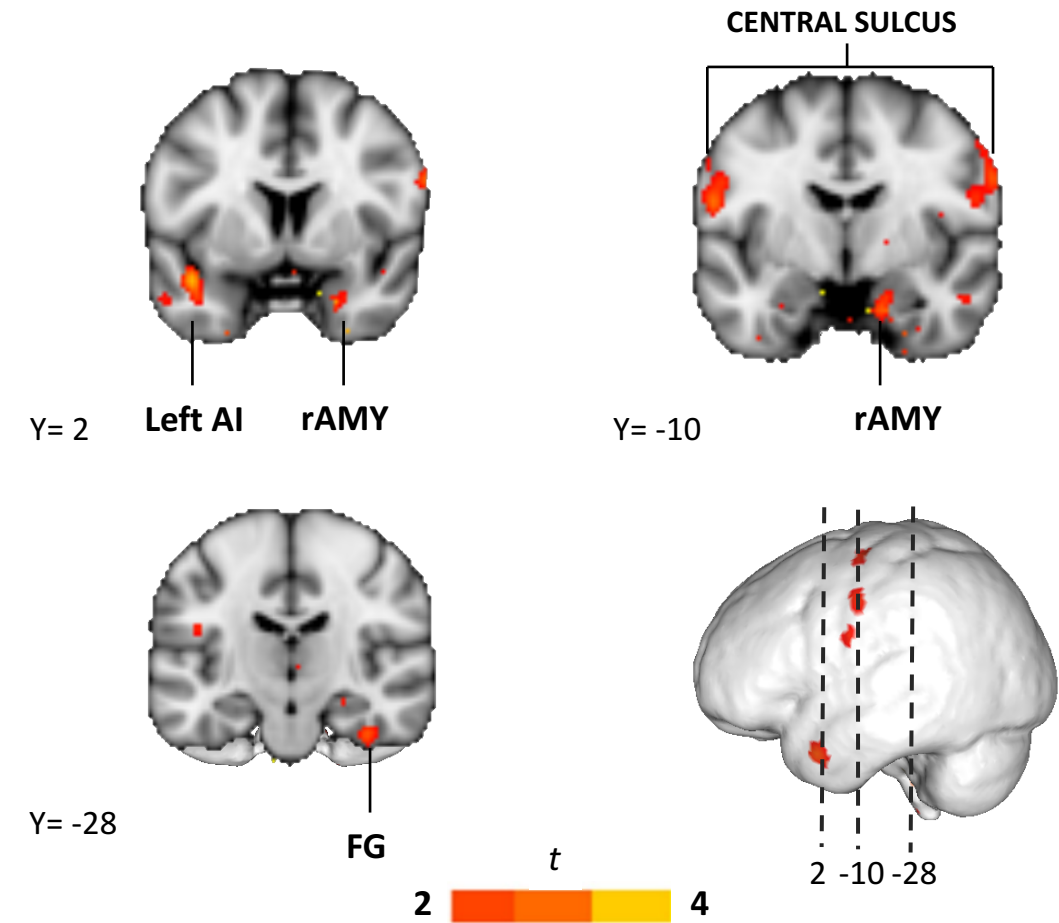 CENTRAL SULCUS
Y= 2
Left AI
rAMY
Y= -10
rAMY
Y= -28
FG
2 -10 -28
t
2
4